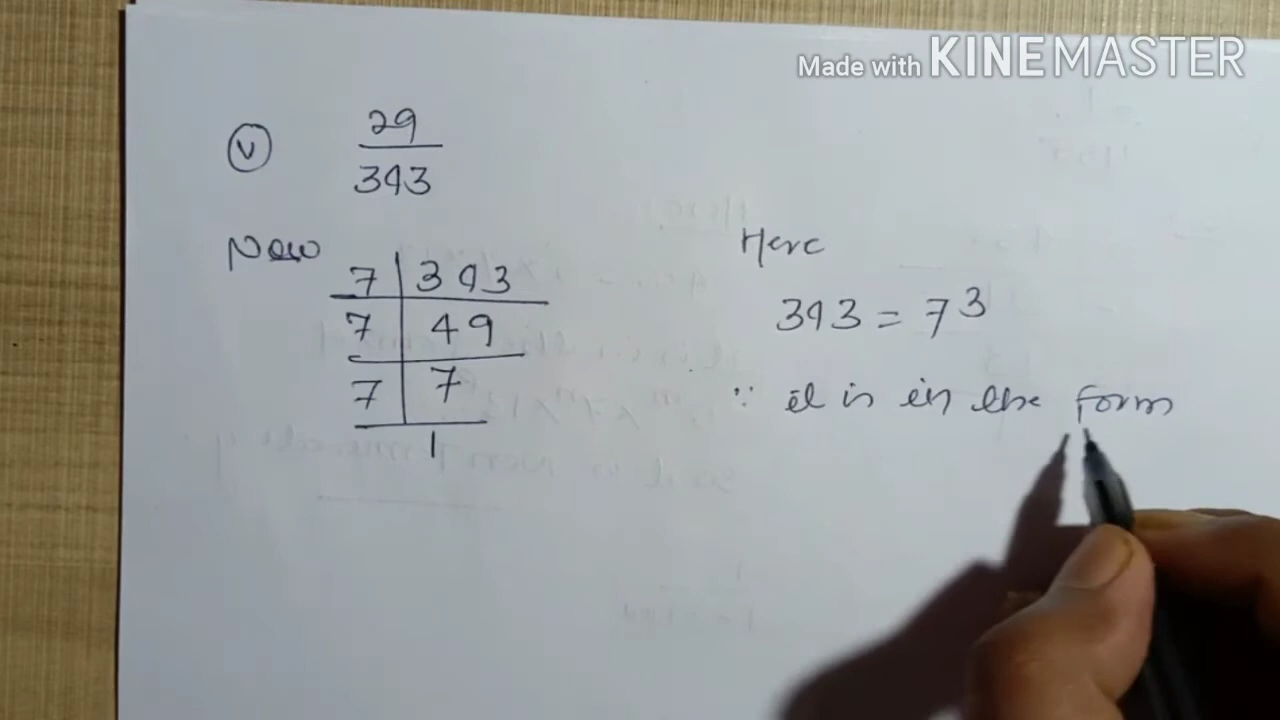 Made with KINEMASTER
(v) 29/343
Now
7 | 343
7 | 49
7 | 7
1
Here
343 = 7³
∵ it is in the form